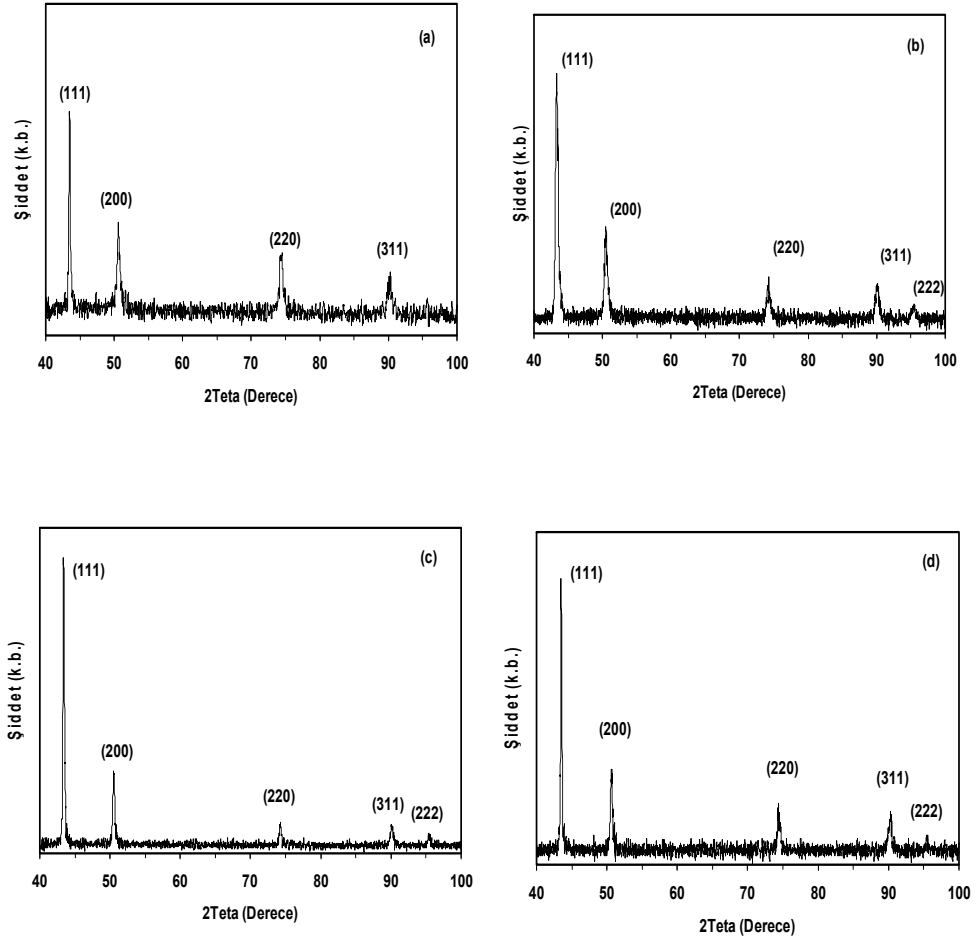 (a)
(111)
(200)
(220)
(311)
Şiddet (k.b.)
40 50 60 70 80 90 100
2Teta (Derece)
(b)
(111)
(200)
(220)
(311)
(222)
Şiddet (k.b.)
40 50 60 70 80 90 100
2Teta (Derece)
(c)
(111)
(200)
(220)
(311)
(222)
Şiddet (k.b.)
40 50 60 70 80 90 100
2Teta (Derece)
(d)
(111)
(200)
(220)
(311)
(222)
Şiddet (k.b.)
40 50 60 70 80 90 100
2Teta (Derece)